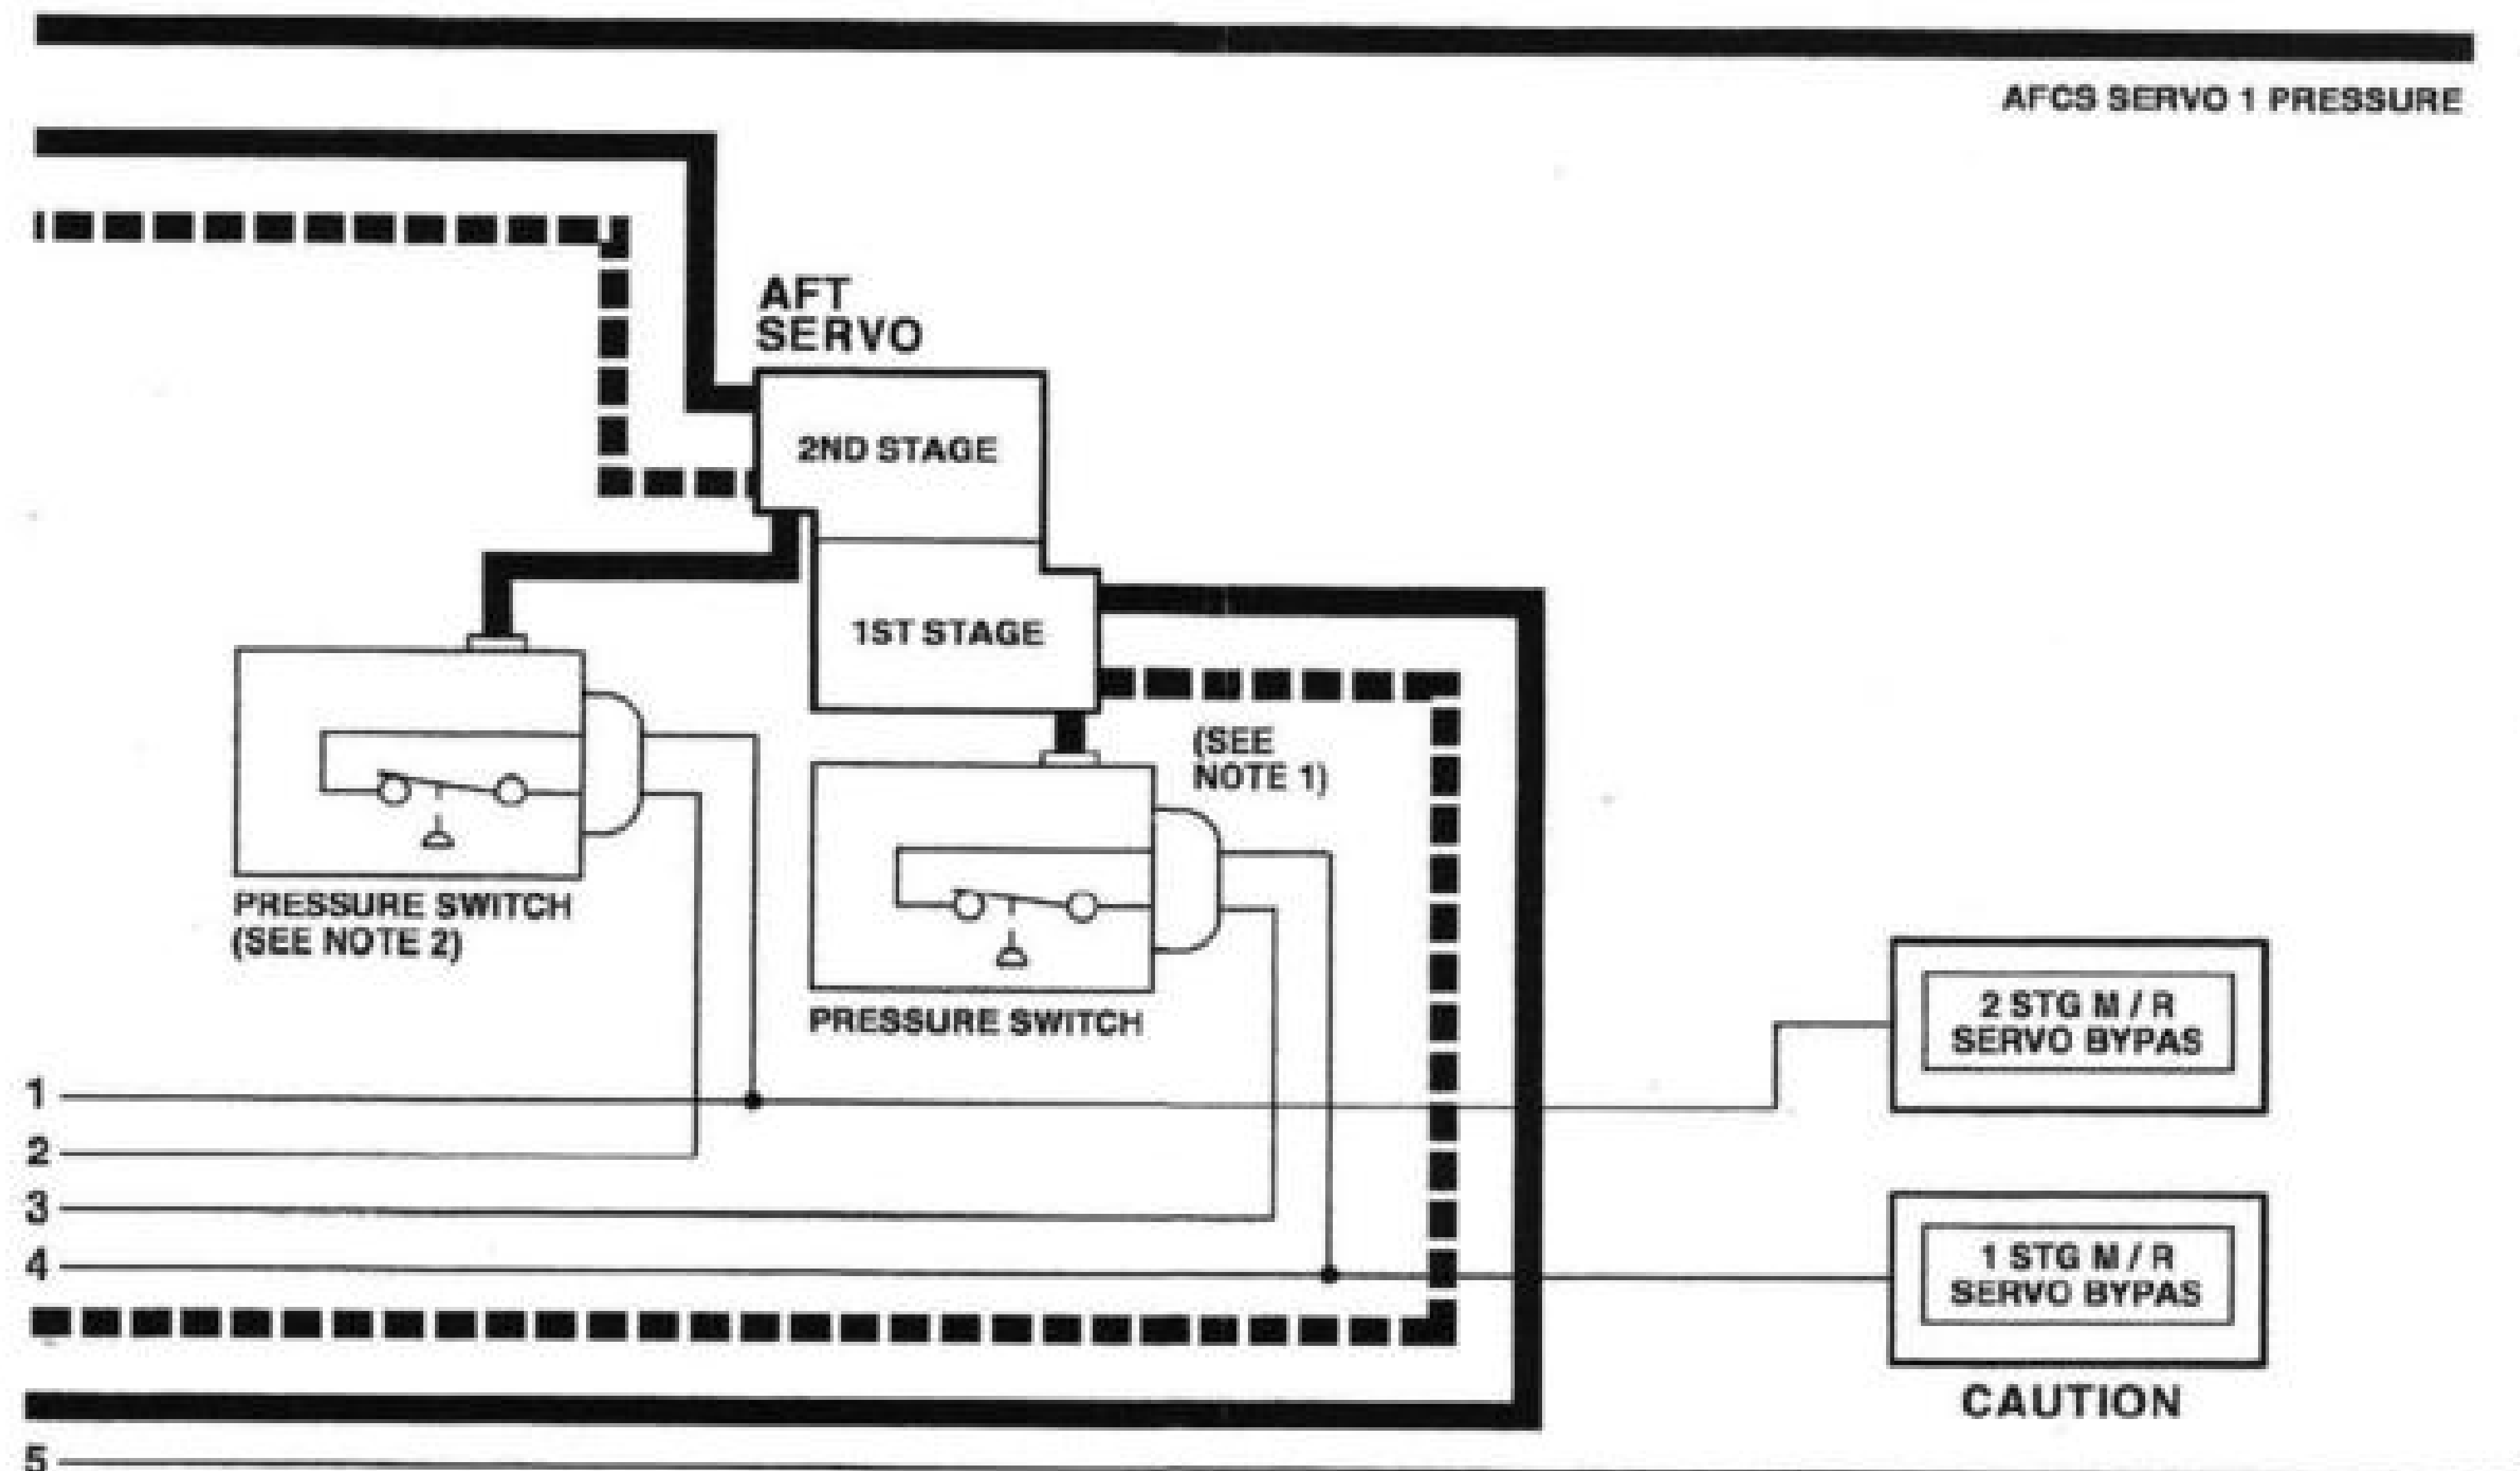 AFCS SERVO 1 PRESSURE
AFT
SERVO
2ND STAGE
1ST STAGE
(SEE
NOTE 1)
PRESSURE SWITCH
(SEE NOTE 2)
PRESSURE SWITCH
2 STG M / R
SERVO BYPAS
1
2
3
4
1 STG M / R
SERVO BYPAS
CAUTION
5